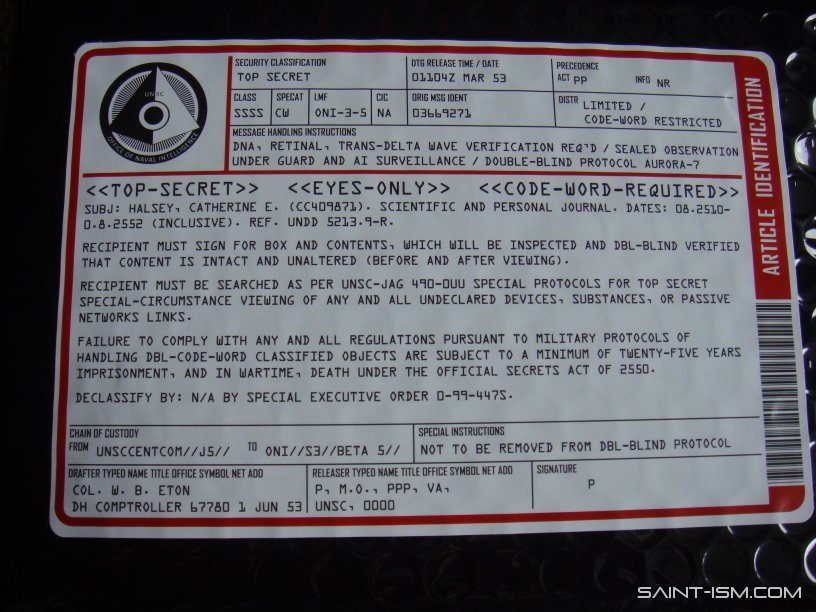 UNSC
OFFICE OF NAVAL INTELLIGENCE
SECURITY CLASSIFICATION
TOP SECRET
DTG RELEASE TIME / DATE
01104Z MAR 53
PRECEDENCE
ACT PP INFO NR
CLASS
SSSS
SPECAT
CW
LMF
ONI-3-5
CIC
NA
ORIG MSG IDENT
03669271
DISTR LIMITED /
CODE-WORD RESTRICTED
MESSAGE HANDLING INSTRUCTIONS
DNA, RETINAL, TRANS-DELTA WAVE VERIFICATION REQ'D / SEALED OBSERVATION
UNDER GUARD AND AI SURVEILLANCE / DOUBLE-BLIND PROTOCOL AURORA-7
<<TOP-SECRET>> <<EYES-ONLY>> <<CODE-WORD-REQUIRED>>
SUBJ: HALSEY, CATHERINE E. (CC409871). SCIENTIFIC AND PERSONAL JOURNAL. DATES: 08.2510-
0.8.2552 (INCLUSIVE). REF. UNDD 5213.9-R.
RECIPIENT MUST SIGN FOR BOX AND CONTENTS, WHICH WILL BE INSPECTED AND DBL-BLIND VERIFIED
THAT CONTENT IS INTACT AND UNALTERED (BEFORE AND AFTER VIEWING).
RECIPIENT MUST BE SEARCHED AS PER UNSC-JAG 490-OUU SPECIAL PROTOCOLS FOR TOP SECRET
SPECIAL-CIRCUMSTANCE VIEWING OF ANY AND ALL UNDECLARED DEVICES, SUBSTANCES, OR PASSIVE
NETWORKS LINKS.
FAILURE TO COMPLY WITH ANY AND ALL REGULATIONS PURSUANT TO MILITARY PROTOCOLS OF
HANDLING DBL-CODE-WORD CLASSIFIED OBJECTS ARE SUBJECT TO A MINIMUM OF TWENTY-FIVE YEARS
IMPRISONMENT, AND IN WARTIME, DEATH UNDER THE OFFICIAL SECRETS ACT OF 2550.
DECLASSIFY BY: N/A BY SPECIAL EXECUTIVE ORDER 0-99-447S.
ARTICLE IDENTIFICATION
CHAIN OF CUSTODY
FROM UNSCCENTCOM//J5// TO ONI//S3//BETA 5//
SPECIAL INSTRUCTIONS
NOT TO BE REMOVED FROM DBL-BLIND PROTOCOL
DRAFTER TYPED NAME TITLE OFFICE SYMBOL NET ADD
COL. W. B. ETON
DH COMPTROLLER 67780 1 JUN 53
RELEASER TYPED NAME TITLE OFFICE SYMBOL NET ADD
P, M.O., PPP, VA,
UNSC, 0000
SIGNATURE
P
SAINT-ISM.COM